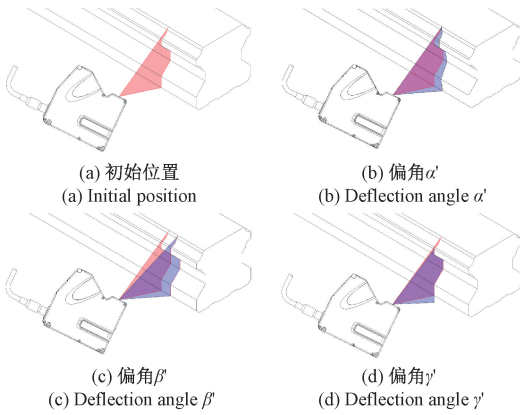 (a) 初始位置
(a) Initial position
(b) 偏角α'
(b) Deflection angle α'
(c) 偏角β'
(c) Deflection angle β'
(d) 偏角γ'
(d) Deflection angle γ'